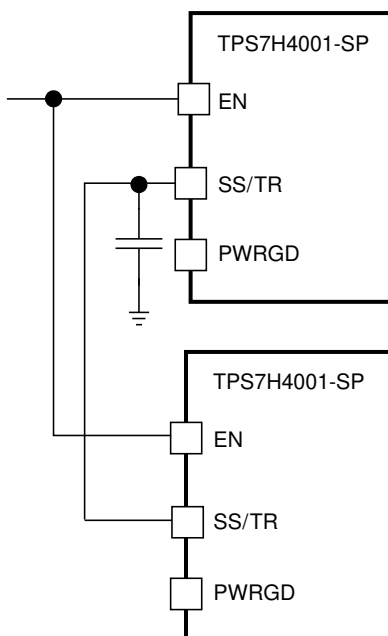 TPS7H4001-SP
EN
SS/TR
PWRGD
TPS7H4001-SP
EN
SS/TR
PWRGD